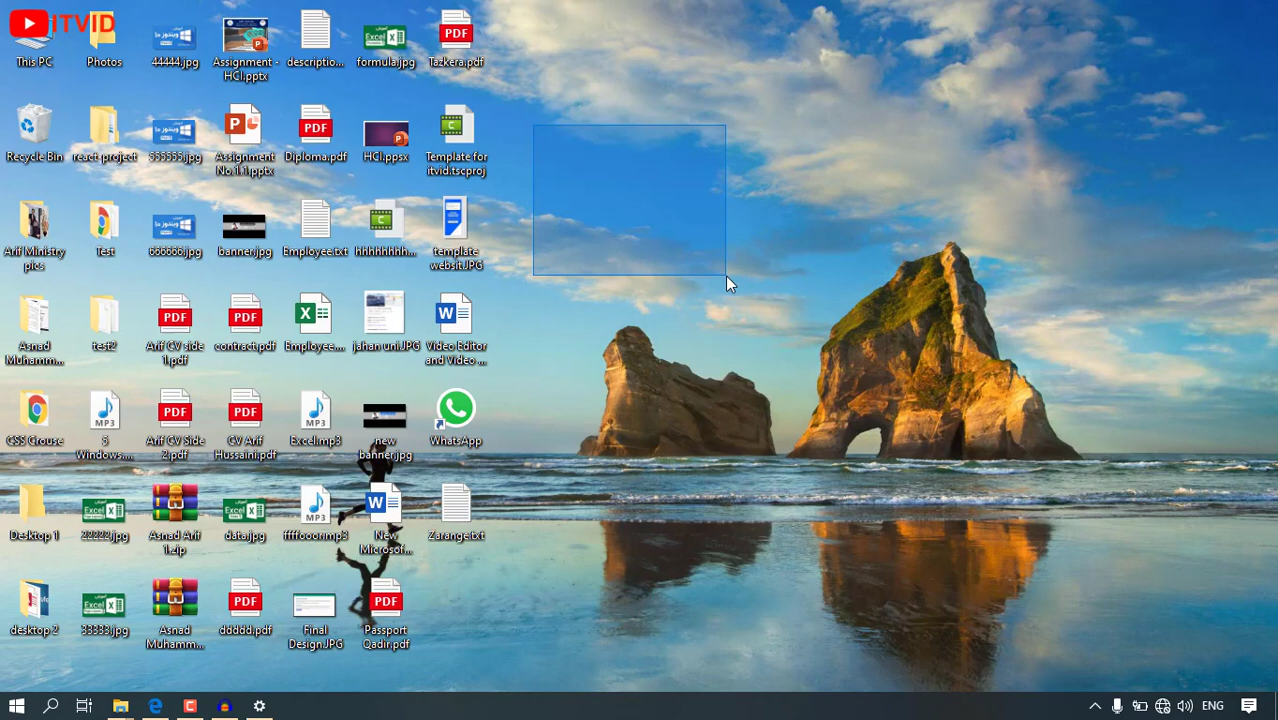 ITVID
This PC
Photos
44444.jpg
Assignment -
HCI.pptx
descriptio...
formula.jpg
Tazkera.pdf
Recycle Bin
react-project
555555.jpg
Assignment
No.1.1.pptx
Diploma.pdf
HCI.ppsx
Template for
itvid.tscproj
Arif Ministry
pics
Test
666666.jpg
banner.jpg
Employee.txt
hhhhhhhh...
template
websit.JPG
Asnad
Muhamm...
test2
Arif CV side
1.pdf
contract.pdf
Employee....
jahan uni.JPG
Video Editor
and Video ...
CSS Crouse
5
Windows....
Arif CV Side
2.pdf
CV Arif
Hussaini.pdf
Excel.mp3
new
banner.jpg
WhatsApp
Desktop 1
22222.jpg
Asnad Arif
1.zip
data.jpg
ffffooor.mp3
New
Microsof...
Zarange.txt
desktop 2
33333.jpg
Asnad
Muhamm...
dddddd.pdf
Final
Design.JPG
Passport
Qadir.pdf
ENG